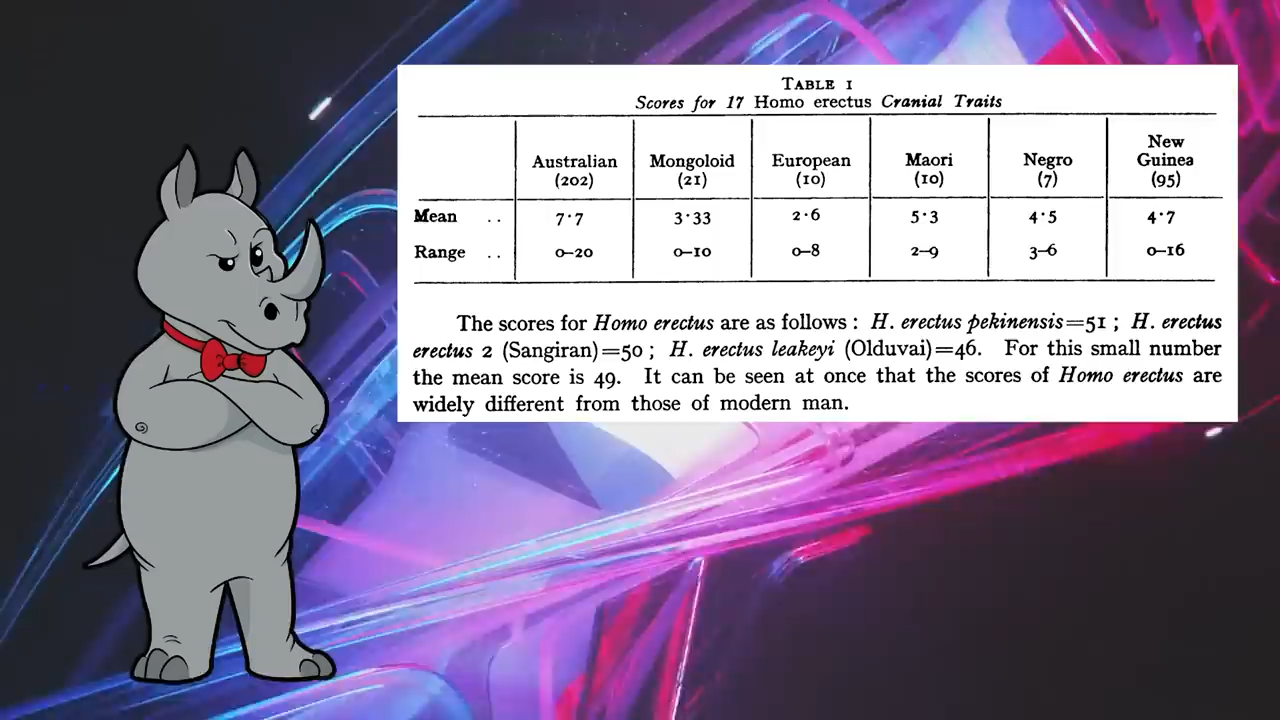 TABLE I
Scores for 17 Homo erectus Cranial Traits
Australian (202) Mongoloid (21) European (10) Maori (10) Negro (7) New Guinea (95)
Mean .. 7·7 3·33 2·6 5·3 4·5 4·7
Range .. 0–20 0–10 0–8 2–9 3–6 0–16
The scores for Homo erectus are as follows : H. erectus pekinensis=51 ; H. erectus
erectus 2 (Sangiran)=50 ; H. erectus leakeyi (Olduvai)=46. For this small number
the mean score is 49. It can be seen at once that the scores of Homo erectus are
widely different from those of modern man.